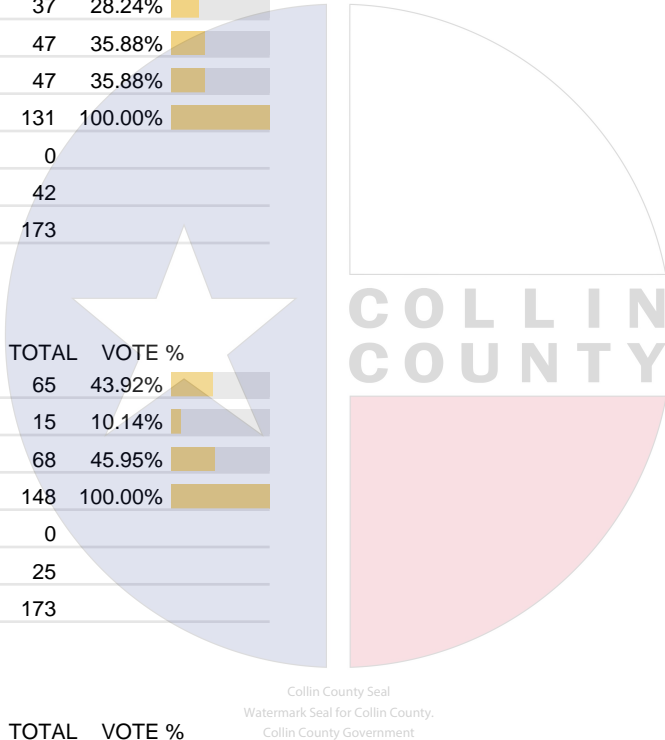 37 28.24%
47 35.88%
47 35.88%
131 100.00%
0
42
173
COLLIN
COUNTY
TOTAL VOTE %
65 43.92%
15 10.14%
68 45.95%
148 100.00%
0
25
173
Collin County Seal
Watermark Seal for Collin County.
Collin County Government
TOTAL VOTE %